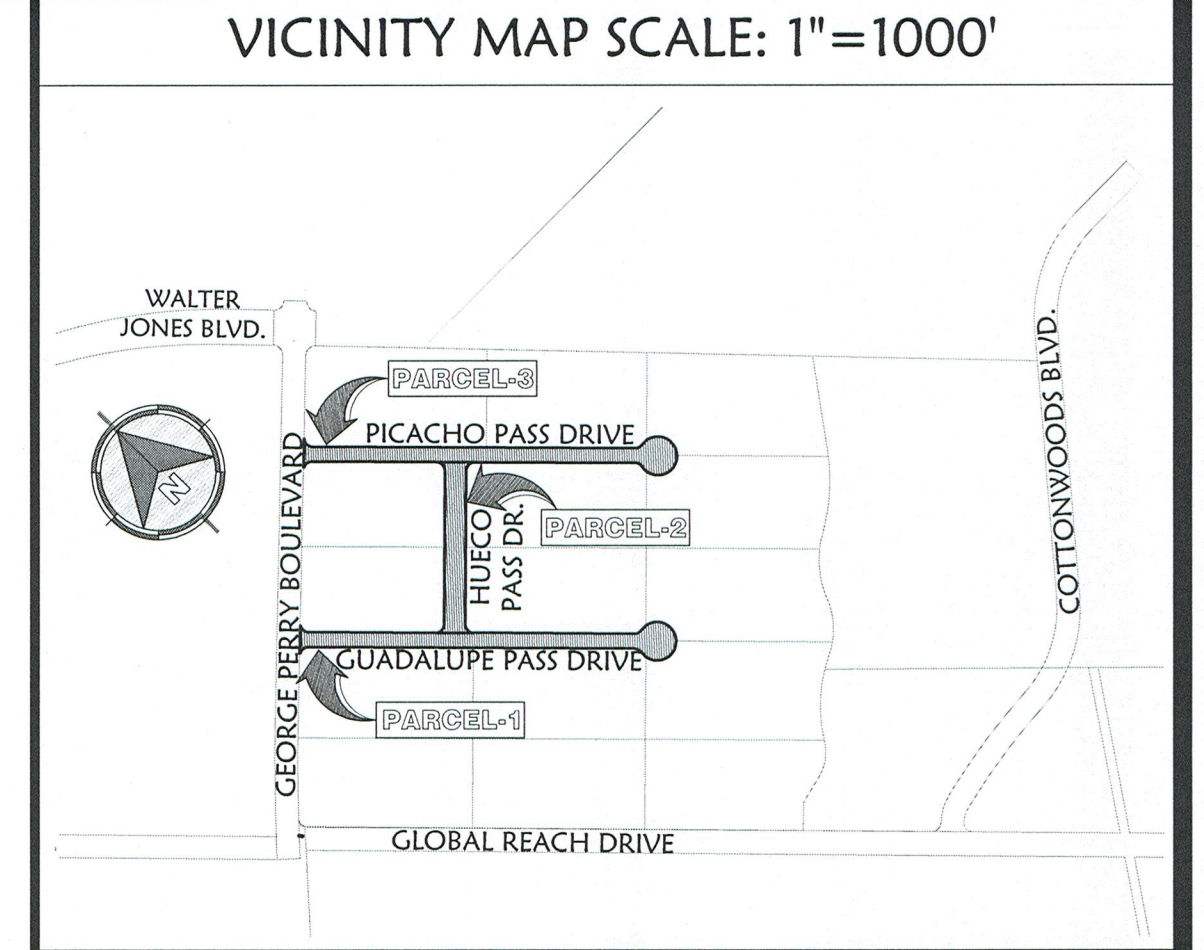 VICINITY MAP SCALE: 1"=1000'
WALTER
JONES BLVD.
PARCEL-3
PICACHO PASS DRIVE
N
PARCEL-2
HUECO
PASS DR.
GEORGE PERRY BOULEVARD
COTTONWOODS BLVD.
GUADALUPE PASS DRIVE
PARCEL-1
GLOBAL REACH DRIVE